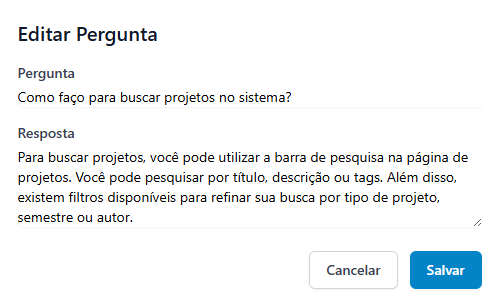 Editar Pergunta
Pergunta
Como faço para buscar projetos no sistema?
Resposta
Para buscar projetos, você pode utilizar a barra de pesquisa na página de
projetos. Você pode pesquisar por título, descrição ou tags. Além disso,
existem filtros disponíveis para refinar sua busca por tipo de projeto,
semestre ou autor.
Cancelar
Salvar